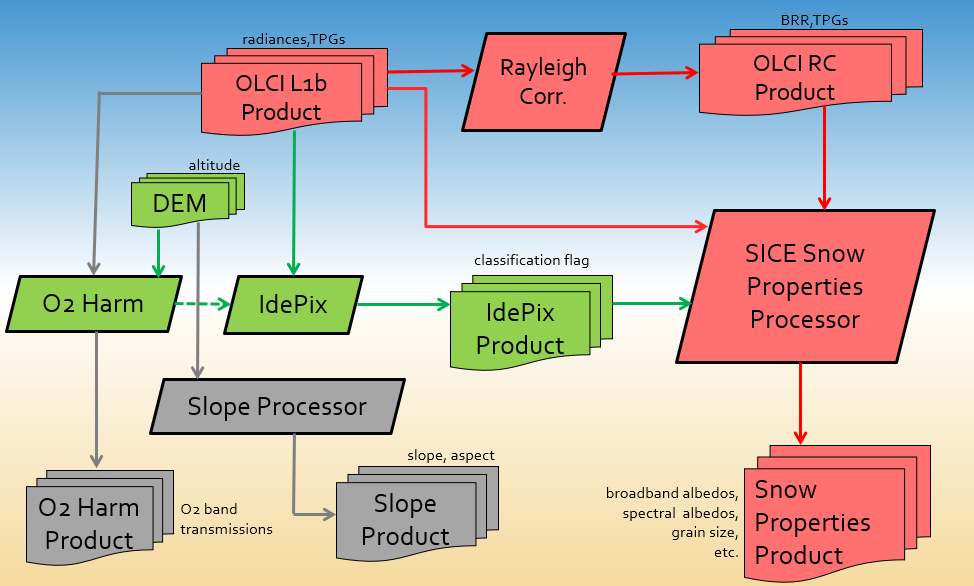 radiances,TPGs
BRR,TPGs
OLCI L1b
Product
Rayleigh
Corr.
OLCI RC
Product
altitude
DEM
O2 Harm
IdePix
classification flag
IdePix
Product
SICE Snow
Properties
Processor
Slope Processor
O2 Harm
Product
O2 band
transmissions
slope, aspect
Slope
Product
broadband albedos,
spectral albedos,
grain size,
etc.
Snow
Properties
Product